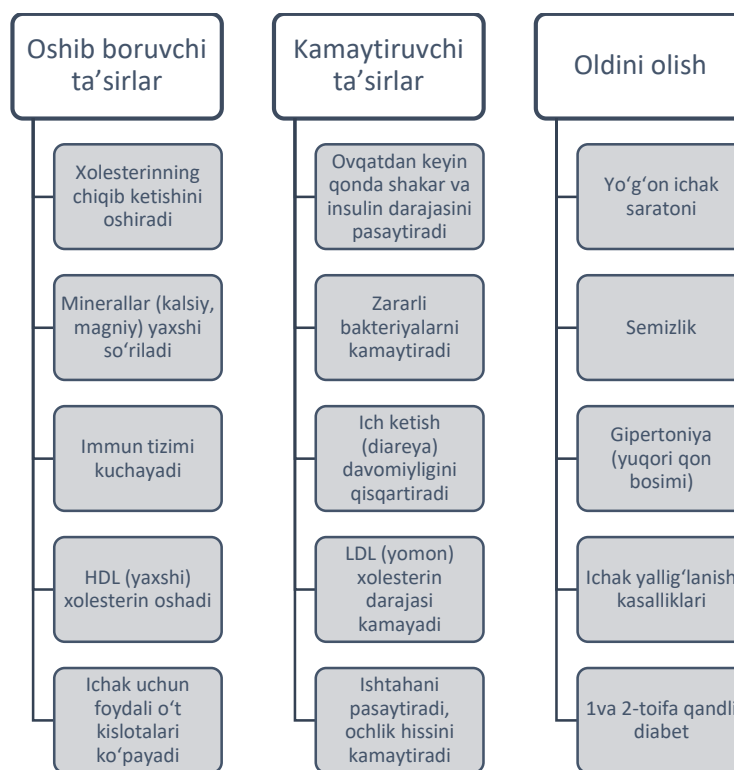 Oshib boruvchi
ta’sirlar
Xolesterinning
chiqib ketishini
oshiradi
Minerallar (kalsiy,
magniy) yaxshi
so‘riladi
Immun tizimi
kuchayadi
HDL (yaxshi)
xolesterin oshadi
Ichak uchun
foydali o‘t
kislotalari
ko‘payadi
Kamaytiruvchi
ta’sirlar
Ovqatdan keyin
qonda shakar va
insulin darajasini
pasaytiradi
Zararli
bakteriyalarni
kamaytiradi
Ich ketish
(diareya)
davomiyligini
qisqartiradi
LDL (yomon)
xolesterin
darajasi
kamayadi
Ishtahani
pasaytiradi,
ochlik hissini
kamaytiradi
Oldini olish
Yo‘g‘on ichak
saratoni
Semizlik
Gipertoniya
(yuqori qon
bosimi)
Ichak yallig‘lanish
kasalliklari
1va 2-toifa qandli
diabet